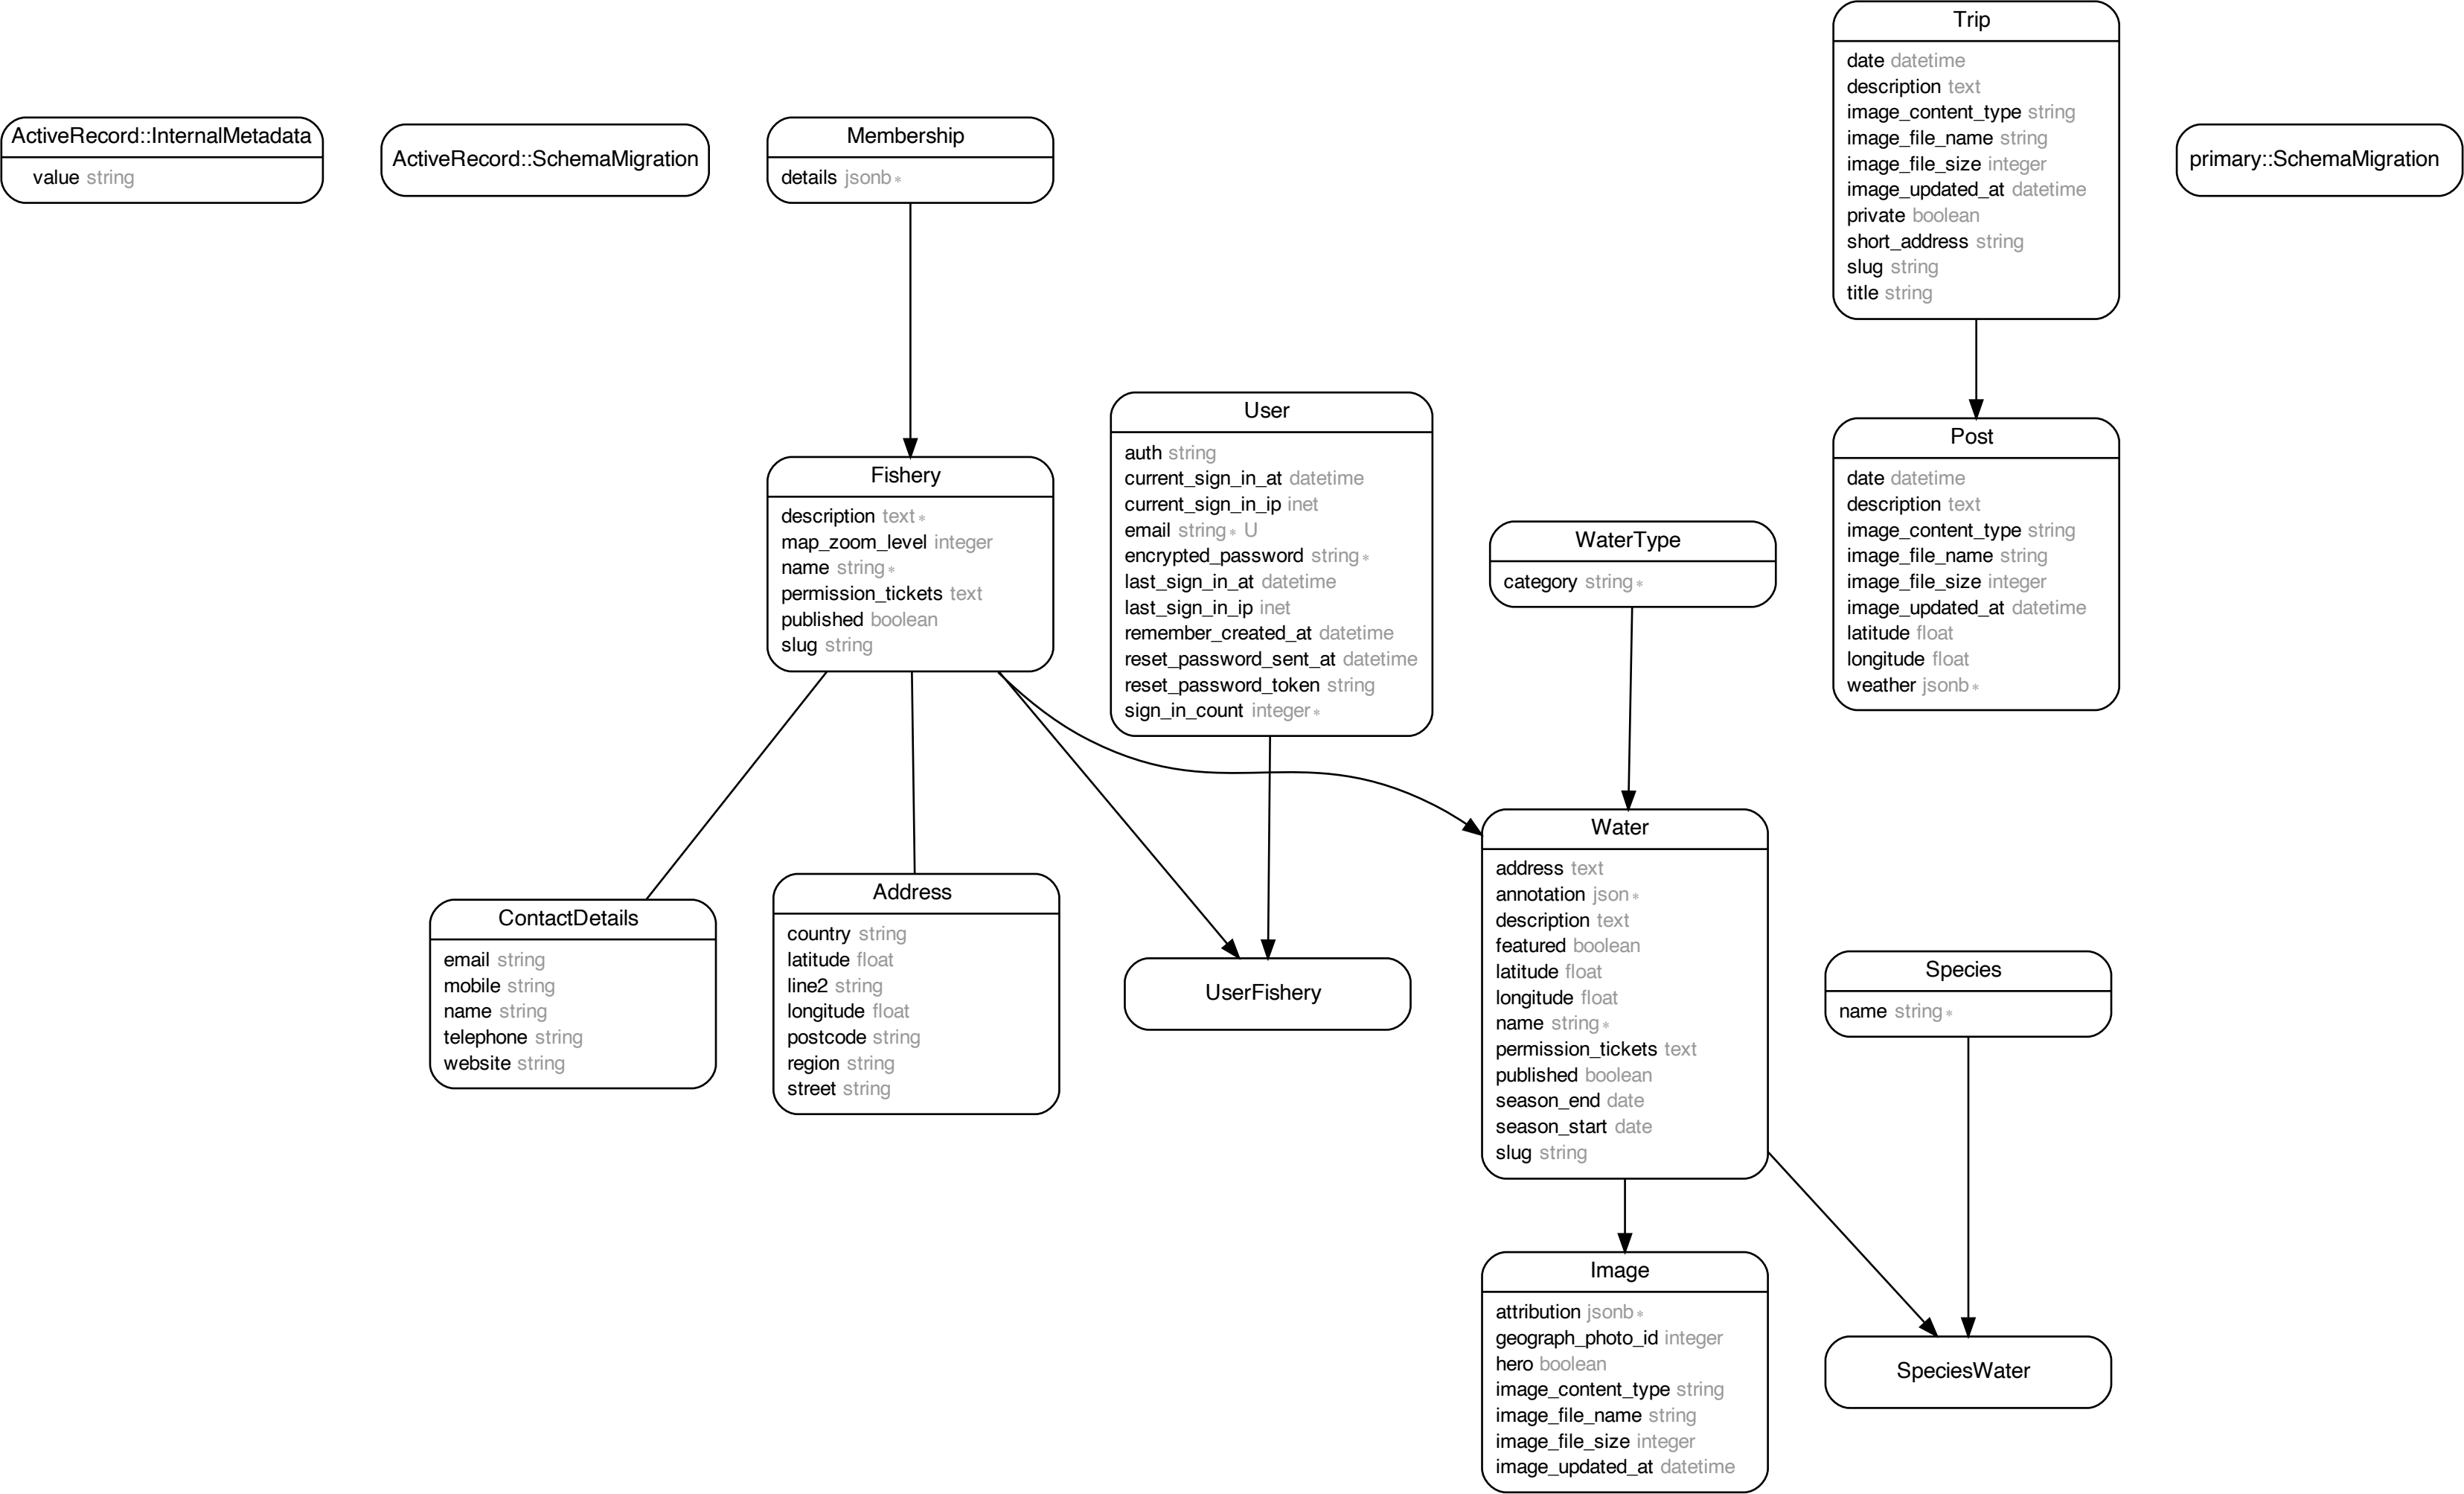 ActiveRecord::InternalMetadata
value string
ActiveRecord::SchemaMigration
Membership
details jsonb *
Trip
date datetime
description text
image_content_type string
image_file_name string
image_file_size integer
image_updated_at datetime
private boolean
short_address string
slug string
title string
primary::SchemaMigration
Fishery
description text *
map_zoom_level integer
name string *
permission_tickets text
published boolean
slug string
User
auth string
current_sign_in_at datetime
current_sign_in_ip inet
email string * U
encrypted_password string *
last_sign_in_at datetime
last_sign_in_ip inet
remember_created_at datetime
reset_password_sent_at datetime
reset_password_token string
sign_in_count integer *
WaterType
category string *
Post
date datetime
description text
image_content_type string
image_file_name string
image_file_size integer
image_updated_at datetime
latitude float
longitude float
weather jsonb *
ContactDetails
email string
mobile string
name string
telephone string
website string
Address
country string
latitude float
line2 string
longitude float
postcode string
region string
street string
UserFishery
Water
address text
annotation json *
description text
featured boolean
latitude float
longitude float
name string *
permission_tickets text
published boolean
season_end date
season_start date
slug string
Species
name string *
Image
attribution jsonb *
geograph_photo_id integer
hero boolean
image_content_type string
image_file_name string
image_file_size integer
image_updated_at datetime
SpeciesWater